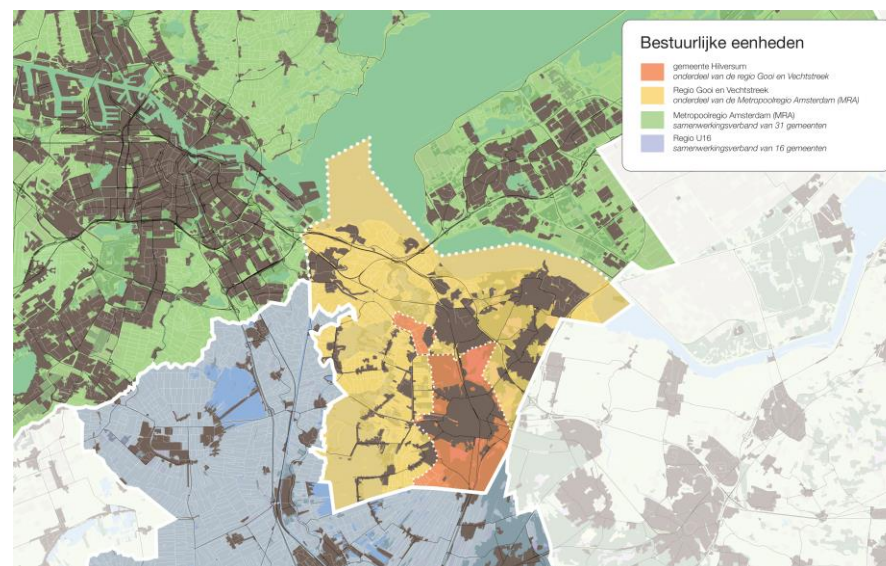 Bestuurlijke eenheden
gemeente Hilversum
onderdeel van de regio Gooi en Vechtstreek
Regio Gooi en Vechtstreek
onderdeel van de Metropoolregio Amsterdam (MRA)
Metropoolregio Amsterdam (MRA)
samenwerkingsverband van 31 gemeenten
Regio U16
samenwerkingsverband van 16 gemeenten